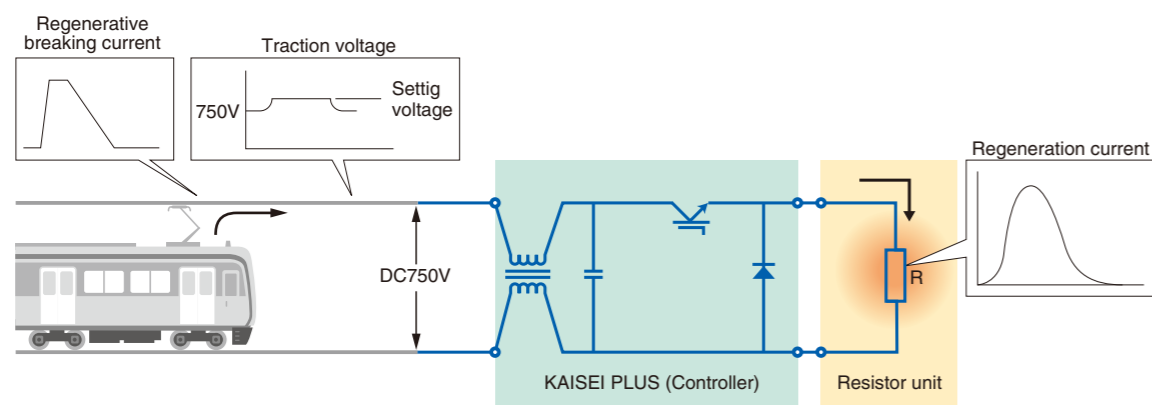 Regenerative
breaking current
Traction voltage
750V
Settig
voltage
Regeneration current
DC750V
R
KAISEI PLUS (Controller)
Resistor unit